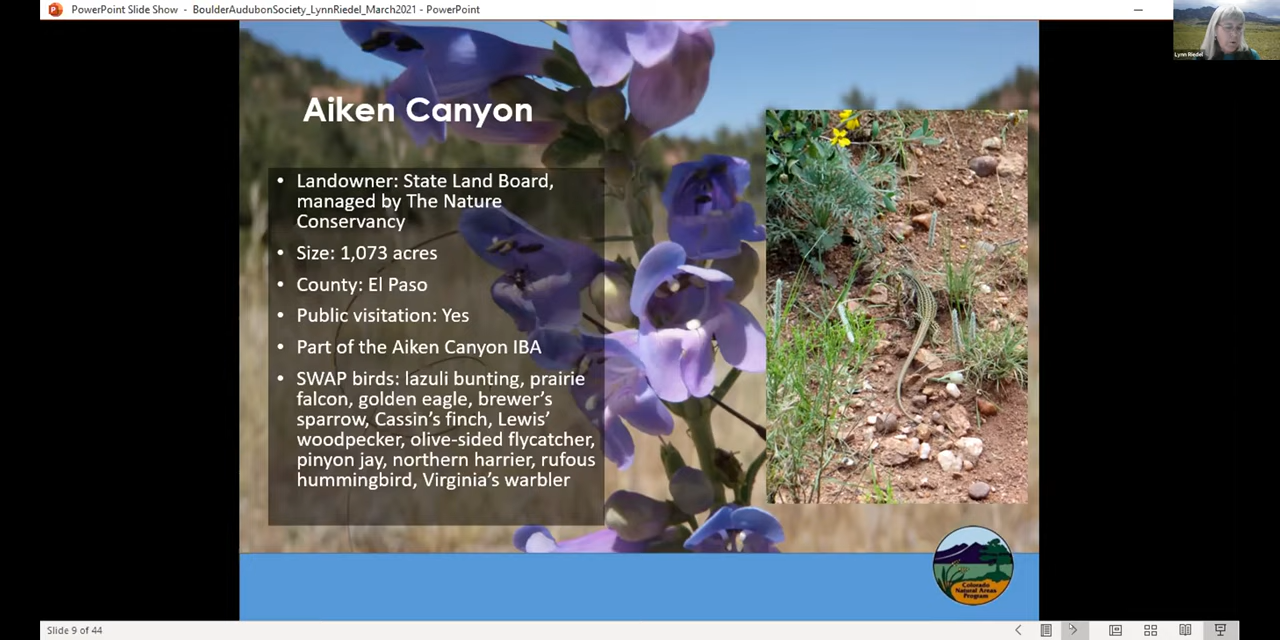 PowerPoint Slide Show - BoulderAudubonSociety_LynnRiedel_March2021 - PowerPoint
Lynn Riedel
Aiken Canyon
• Landowner: State Land Board,
managed by The Nature
Conservancy
• Size: 1,073 acres
• County: El Paso
• Public visitation: Yes
• Part of the Aiken Canyon IBA
• SWAP birds: lazuli bunting, prairie
falcon, golden eagle, brewer's
sparrow, Cassin's finch, Lewis'
woodpecker, olive-sided flycatcher,
pinyon jay, northern harrier, rufous
hummingbird, Virginia's warbler
Colorado
Natural Areas
Program
Slide 9 of 44